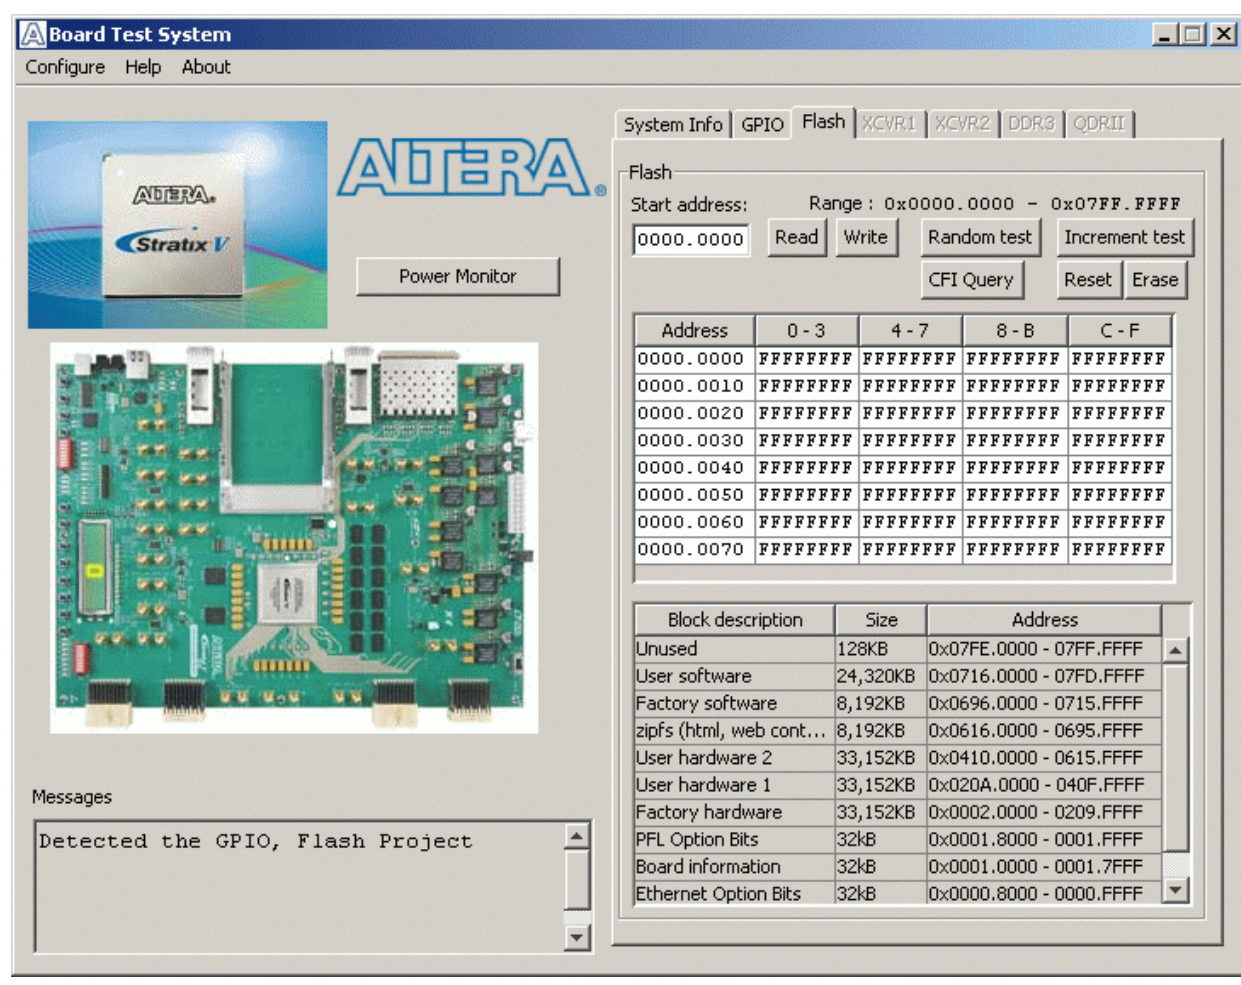 Board Test System
Configure Help About
ALTERA®
ALTERA®
Stratix V
Power Monitor
Messages
Detected the GPIO, Flash Project
System Info GPIO Flash XCVR1 XCVR2 DDR3 QDRII
Flash
Start address: Range : 0x0000.0000 - 0x07FF.FFFF
0000.0000 Read Write Random test Increment test
CFI Query Reset Erase
Address 0 - 3 4 - 7 8 - B C - F
0000.0000 FFFFFFFF FFFFFFFF FFFFFFFF FFFFFFFF
0000.0010 FFFFFFFF FFFFFFFF FFFFFFFF FFFFFFFF
0000.0020 FFFFFFFF FFFFFFFF FFFFFFFF FFFFFFFF
0000.0030 FFFFFFFF FFFFFFFF FFFFFFFF FFFFFFFF
0000.0040 FFFFFFFF FFFFFFFF FFFFFFFF FFFFFFFF
0000.0050 FFFFFFFF FFFFFFFF FFFFFFFF FFFFFFFF
0000.0060 FFFFFFFF FFFFFFFF FFFFFFFF FFFFFFFF
0000.0070 FFFFFFFF FFFFFFFF FFFFFFFF FFFFFFFF
Block description Size Address
Unused 128KB 0x07FE.0000 - 07FF.FFFF
User software 24,320KB 0x0716.0000 - 07FD.FFFF
Factory software 8,192KB 0x0696.0000 - 0715.FFFF
zipfs (html, web cont... 8,192KB 0x0616.0000 - 0695.FFFF
User hardware 2 33,152KB 0x0410.0000 - 0615.FFFF
User hardware 1 33,152KB 0x020A.0000 - 040F.FFFF
Factory hardware 33,152KB 0x0002.0000 - 0209.FFFF
PFL Option Bits 32kB 0x0001.8000 - 0001.FFFF
Board information 32kB 0x0001.0000 - 0001.7FFF
Ethernet Option Bits 32kB 0x0000.8000 - 0000.FFFF